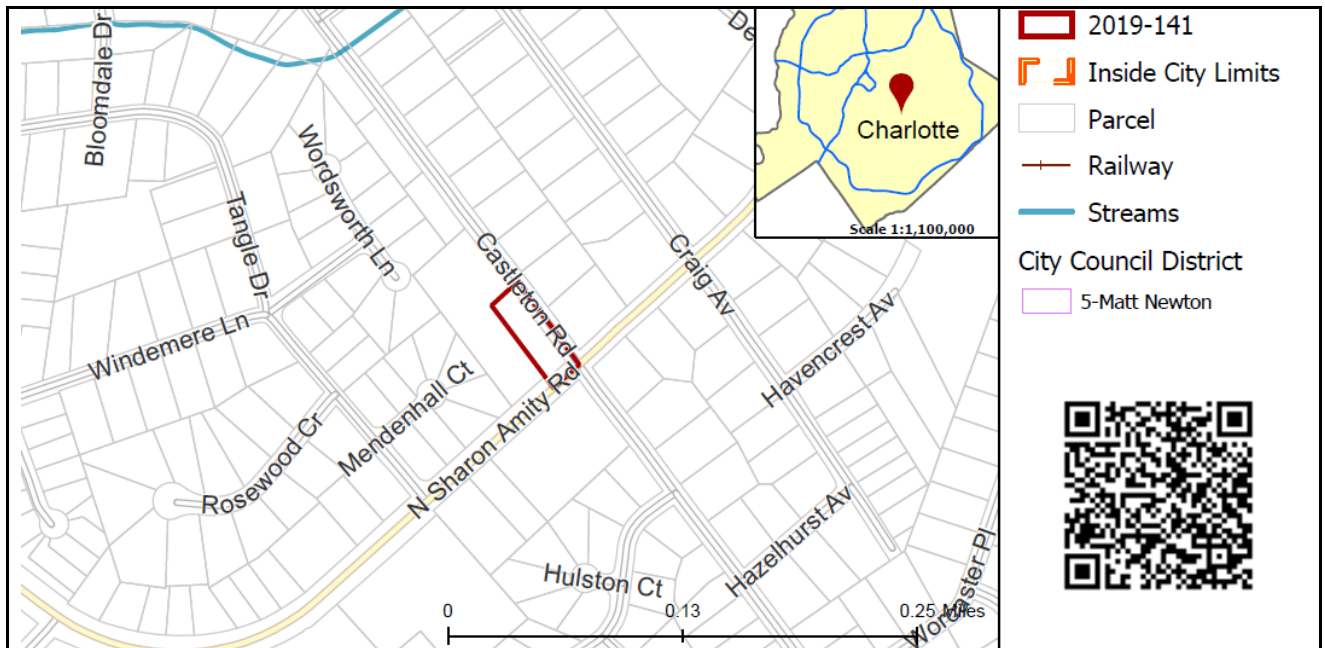 Bloomdale Dr
Wordsworth Ln
Tangle Dr
Windemere Ln
Castleton Rd
Craig Av
De
Mendenhall Ct
Rosewood Cr
N Sharon Amity Rd
Havencrest Av
Hazelhurst Av
Hulston Ct
Worcaster Pl
0
0.13
0.25 Miles
Charlotte
Scale 1:1,100,000
2019-141
Inside City Limits
Parcel
Railway
Streams
City Council District
5-Matt Newton